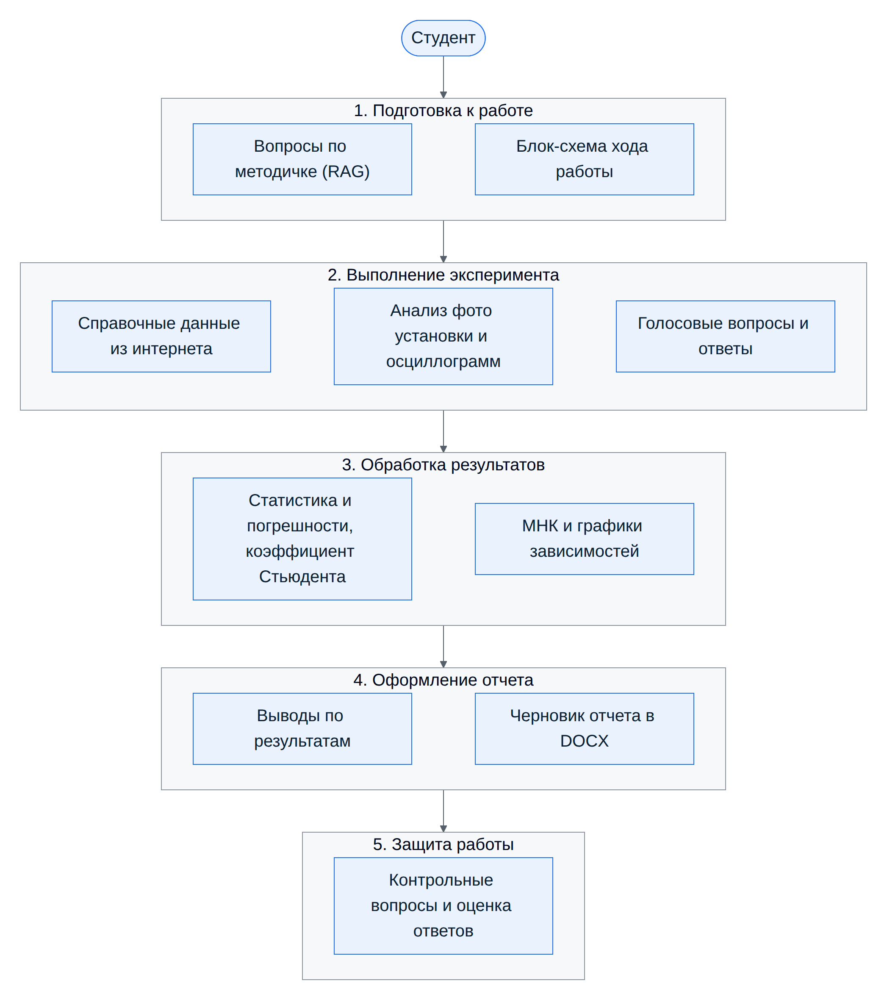 Студент
1. Подготовка к работе
Вопросы по
методичке (RAG)
Блок-схема хода
работы
2. Выполнение эксперимента
Справочные данные
из интернета
Анализ фото
установки и
осциллограмм
Голосовые вопросы и
ответы
3. Обработка результатов
Статистика и
погрешности,
коэффициент
Стьюдента
МНК и графики
зависимостей
4. Оформление отчета
Выводы по
результатам
Черновик отчета в
DOCX
5. Защита работы
Контрольные
вопросы и оценка
ответов